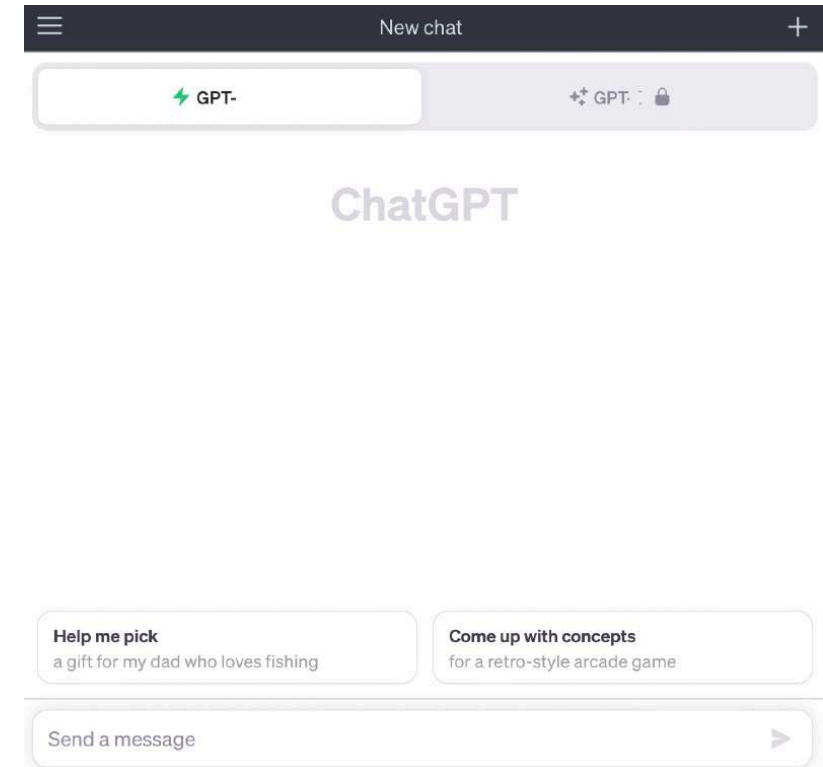 New chat
GPT-
GPT-
ChatGPT
Help me pick
a gift for my dad who loves fishing
Come up with concepts
for a retro-style arcade game
Send a message